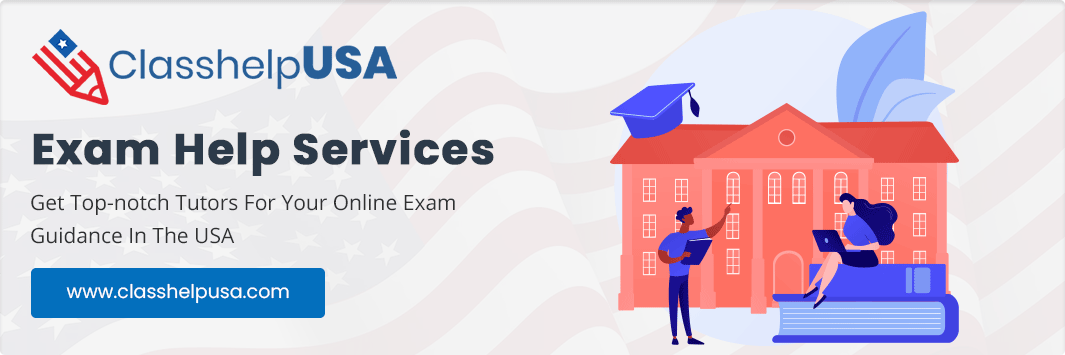 ClasshelpUSA
Exam Help Services
Get Top-notch Tutors For Your Online Exam
Guidance In The USA
www.classhelpusa.com